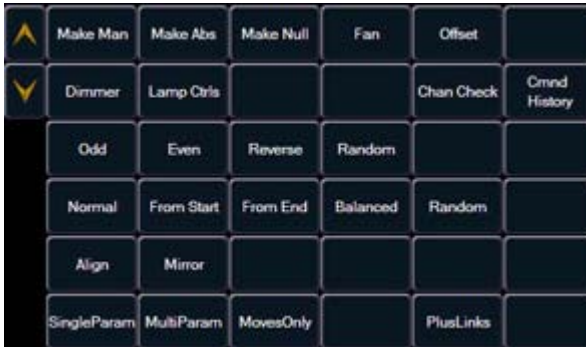 Make Man Make Abs Make Null Fan Offset
Dimmer Lamp Ctrls Chan Check Cmnd History
Odd Even Reverse Random
Normal From Start From End Balanced Random
Align Mirror
SingleParam MultiParam MovesOnly PlusLinks